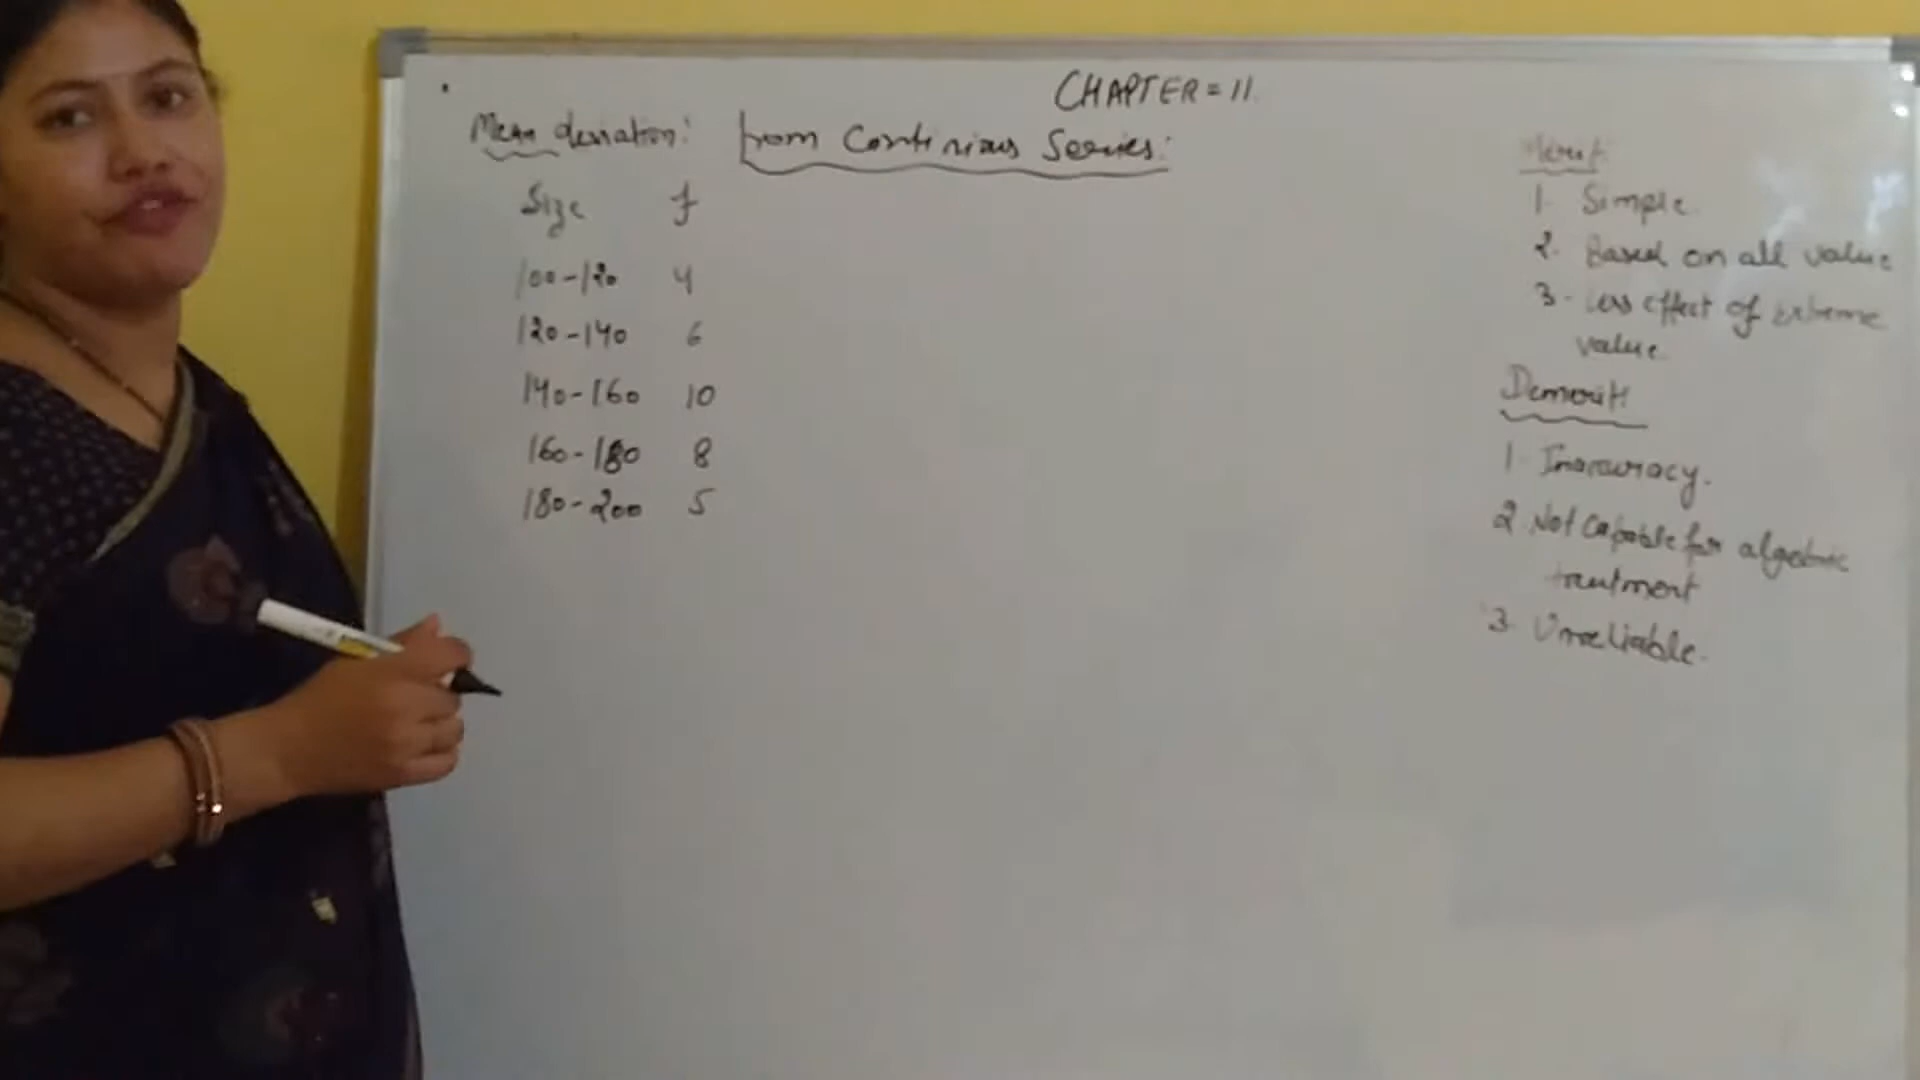 CHAPTER = 11.
Mean deviation: from Continious Series:
Size f
100-120 4
120-140 6
140-160 10
160-180 8
180-200 5
Merit:
1. Simple.
2. Based on all value
3- Less effect of extreme
value.
Demerit
1. Inaccuracy.
2. Not Capable for algebric
treatment
3. Unreliable.